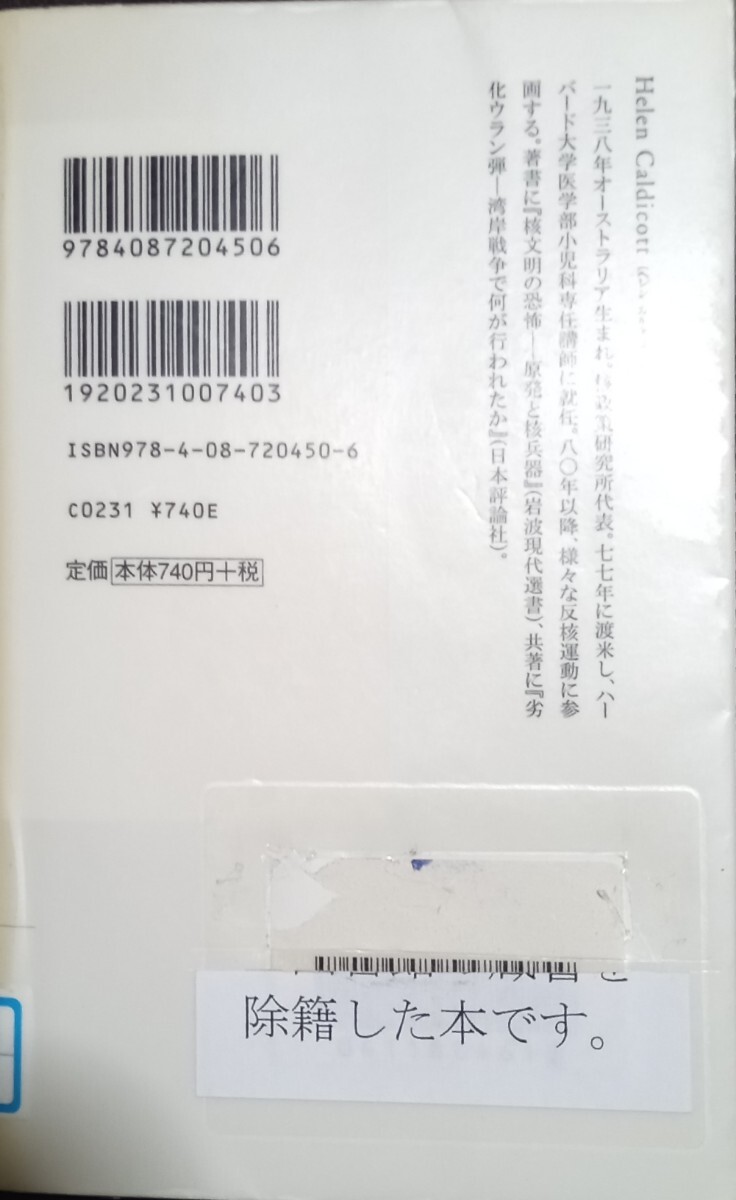 Helen Caldicott
一九三八年オーストラリア生まれ。核政策研究所代表。七七年に渡米し、ハー
バード大学医学部小児科専任講師に就任。八〇年以降、様々な反核運動に参
画する。著書に『核文明の恐怖―原発と核兵器』(岩波現代選書)、共著に『劣
化ウラン弾―湾岸戦争で何が行われたか』(日本評論社)。
9784087204506
1920231007403
ISBN978-4-08-720450-6
C0231 ¥740E
定価 本体740円+税
除籍した本です。